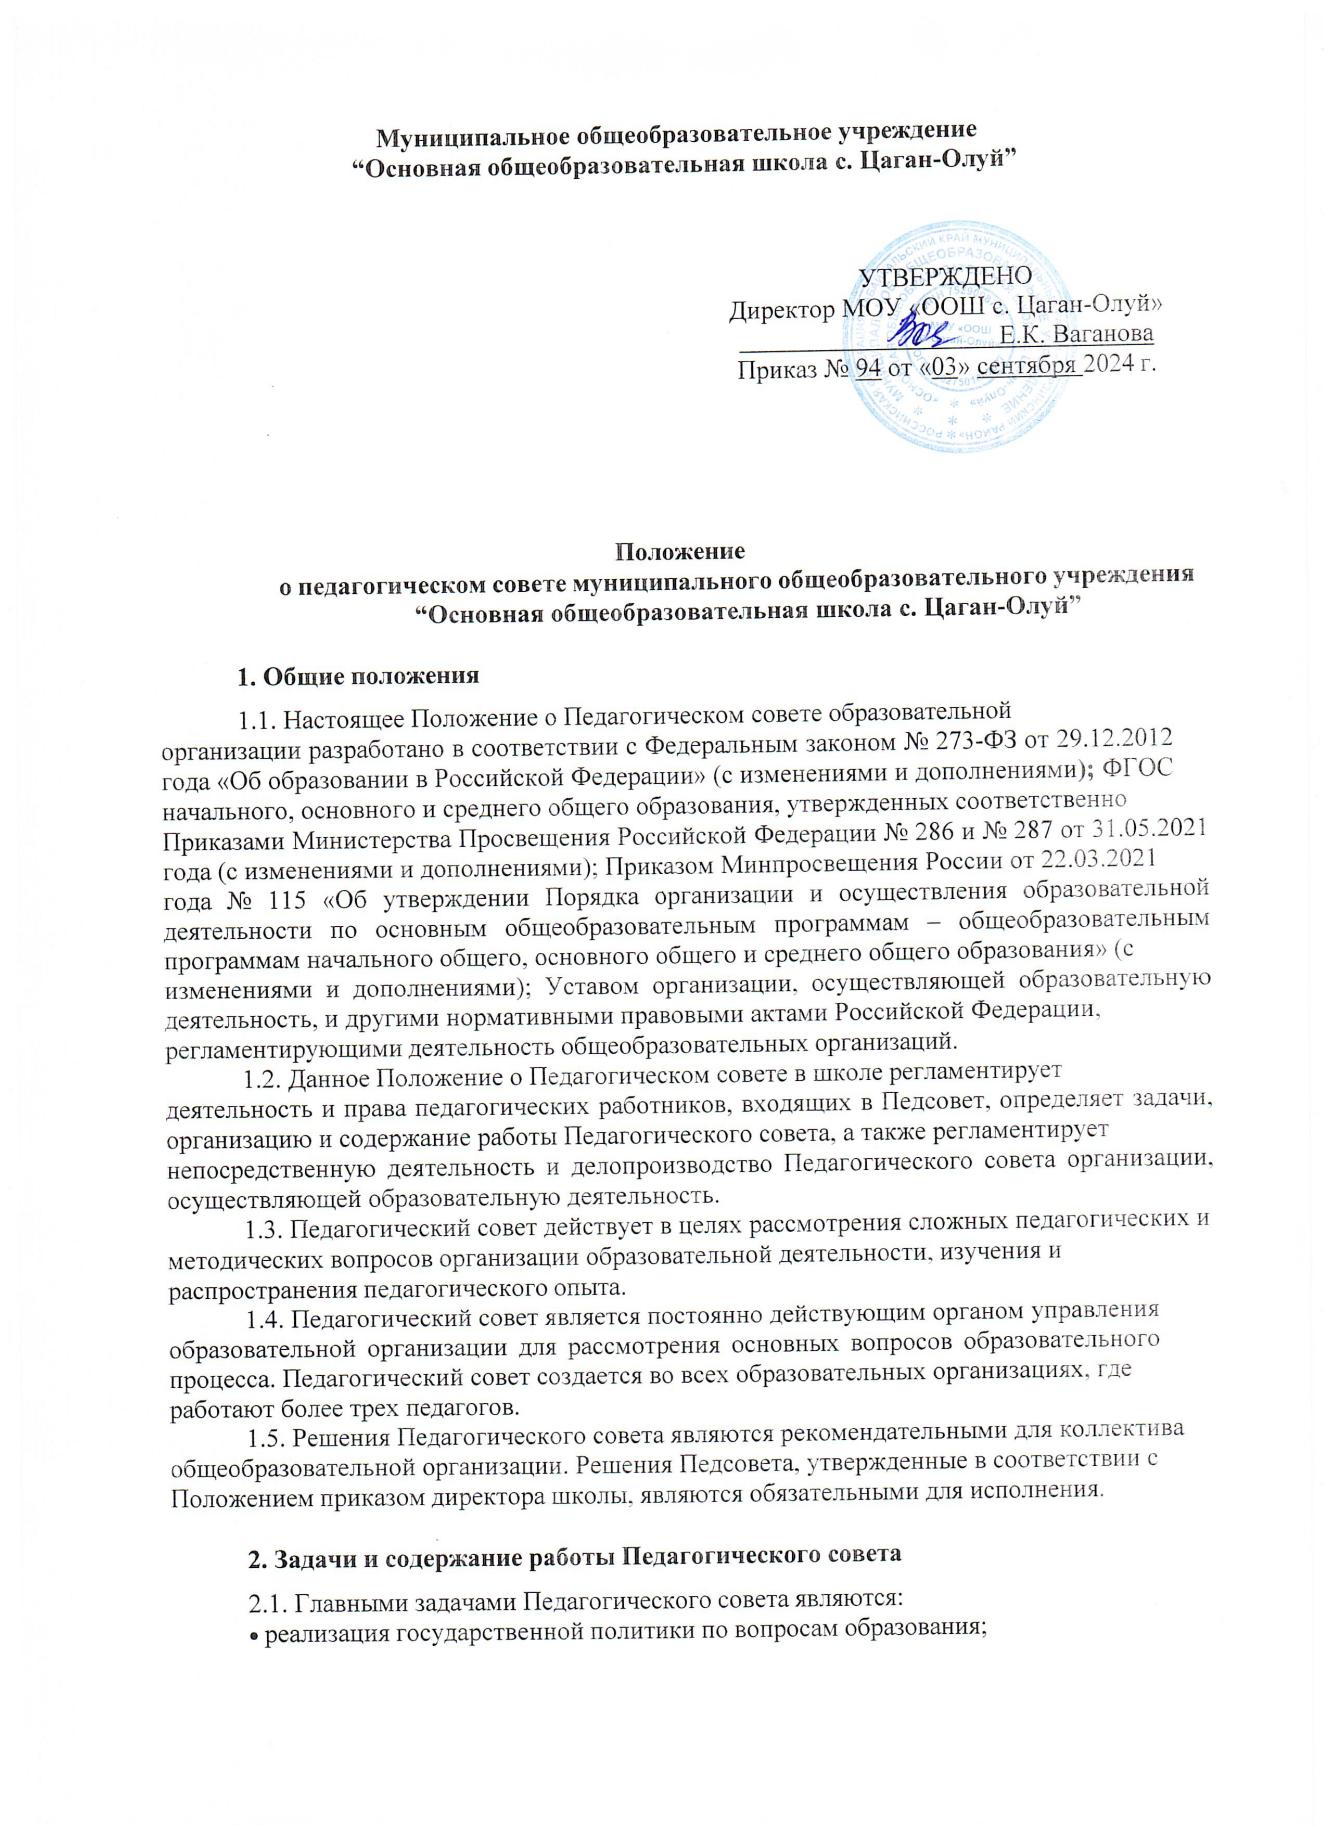 Муниципальное общеобразовательное учреждение
“Основная общеобразовательная школа с. Цаган-Олуй”
УТВЕРЖДЕНО
Директор МОУ «ООШ с. Цаган-Олуй»
Е.К. Ваганова
Приказ № 94 от «03» сентября 2024 г.
Положение
о педагогическом совете муниципального общеобразовательного учреждения
“Основная общеобразовательная школа с. Цаган-Олуй”
1. Общие положения
1.1. Настоящее Положение о Педагогическом совете образовательной
организации разработано в соответствии с Федеральным законом № 273-ФЗ от 29.12.2012
года «Об образовании в Российской Федерации» (с изменениями и дополнениями); ФГОС
начального, основного и среднего общего образования, утвержденных соответственно
Приказами Министерства Просвещения Российской Федерации № 286 и № 287 от 31.05.2021
года (с изменениями и дополнениями); Приказом Минпросвещения России от 22.03.2021
года № 115 «Об утверждении Порядка организации и осуществления образовательной
деятельности по основным общеобразовательным программам – общеобразовательным
программам начального общего, основного общего и среднего общего образования» (с
изменениями и дополнениями); Уставом организации, осуществляющей образовательную
деятельность, и другими нормативными правовыми актами Российской Федерации,
регламентирующими деятельность общеобразовательных организаций.
1.2. Данное Положение о Педагогическом совете в школе регламентирует
деятельность и права педагогических работников, входящих в Педсовет, определяет задачи,
организацию и содержание работы Педагогического совета, а также регламентирует
непосредственную деятельность и делопроизводство Педагогического совета организации,
осуществляющей образовательную деятельность.
1.3. Педагогический совет действует в целях рассмотрения сложных педагогических и
методических вопросов организации образовательной деятельности, изучения и
распространения педагогического опыта.
1.4. Педагогический совет является постоянно действующим органом управления
образовательной организации для рассмотрения основных вопросов образовательного
процесса. Педагогический совет создается во всех образовательных организациях, где
работают более трех педагогов.
1.5. Решения Педагогического совета являются рекомендательными для коллектива
общеобразовательной организации. Решения Педсовета, утвержденные в соответствии с
Положением приказом директора школы, являются обязательными для исполнения.
2. Задачи и содержание работы Педагогического совета
2.1. Главными задачами Педагогического совета являются:
• реализация государственной политики по вопросам образования;